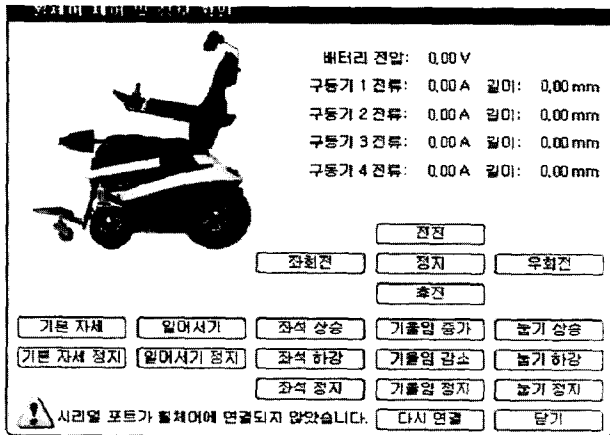 배터리 전압: 0,00 V
구동기 1 전류: 0,00 A 길이: 0,00 mm
구동기 2 전류: 0,00 A 길이: 0,00 mm
구동기 3 전류: 0,00 A 길이: 0,00 mm
구동기 4 전류: 0,00 A 길이: 0,00 mm
전진
좌회전 정지 우회전
후진
기본 자세 일어서기 좌석 상승 기울임 증가 눕기 상승
기본 자세 정지 일어서기 정지 좌석 하강 기울임 감소 눕기 하강
좌석 정지 기울임 정지 눕기 정지
시리얼 포트가 휠체어에 연결되지 않았습니다. 다시 연결 닫기